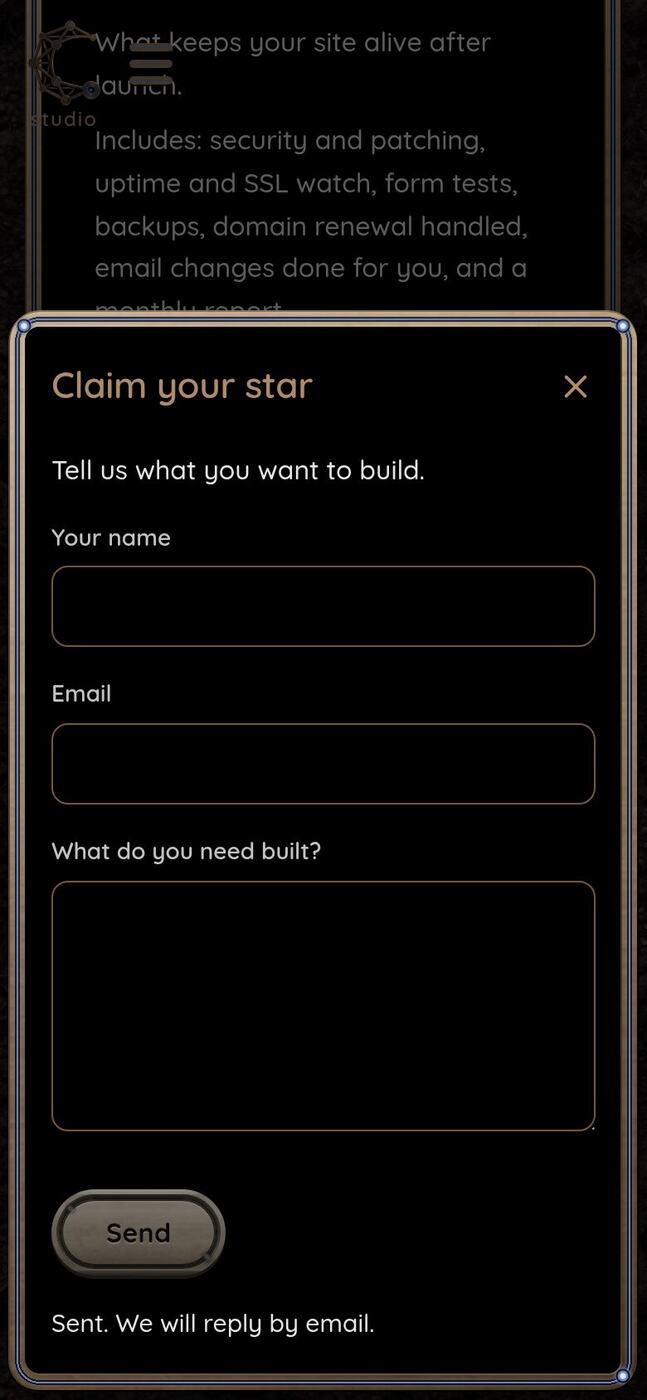 What keeps your site alive after
launch.
studio
Includes: security and patching,
uptime and SSL watch, form tests,
backups, domain renewal handled,
email changes done for you, and a
monthly report
Claim your star
Tell us what you want to build.
Your name
Email
What do you need built?
Send
Sent. We will reply by email.